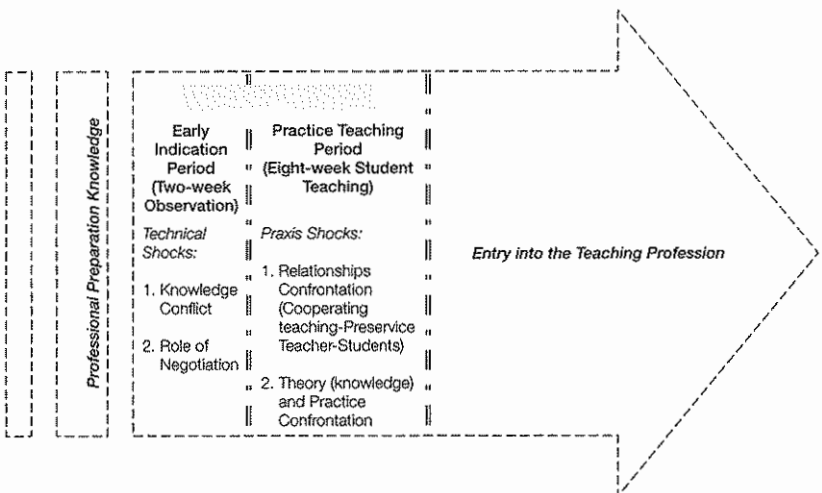 Professional Preparation Knowledge
Early
Indication
Period
(Two-week
Observation)
Technical
Shocks:
1. Knowledge
Conflict
2. Role of
Negotiation
Practice Teaching
Period
(Eight-week Student
Teaching)
Praxis Shocks:
1. Relationships
Confrontation
(Cooperating
teaching-Preservice
Teacher-Students)
2. Theory (knowledge)
and Practice
Confrontation
Entry into the Teaching Profession